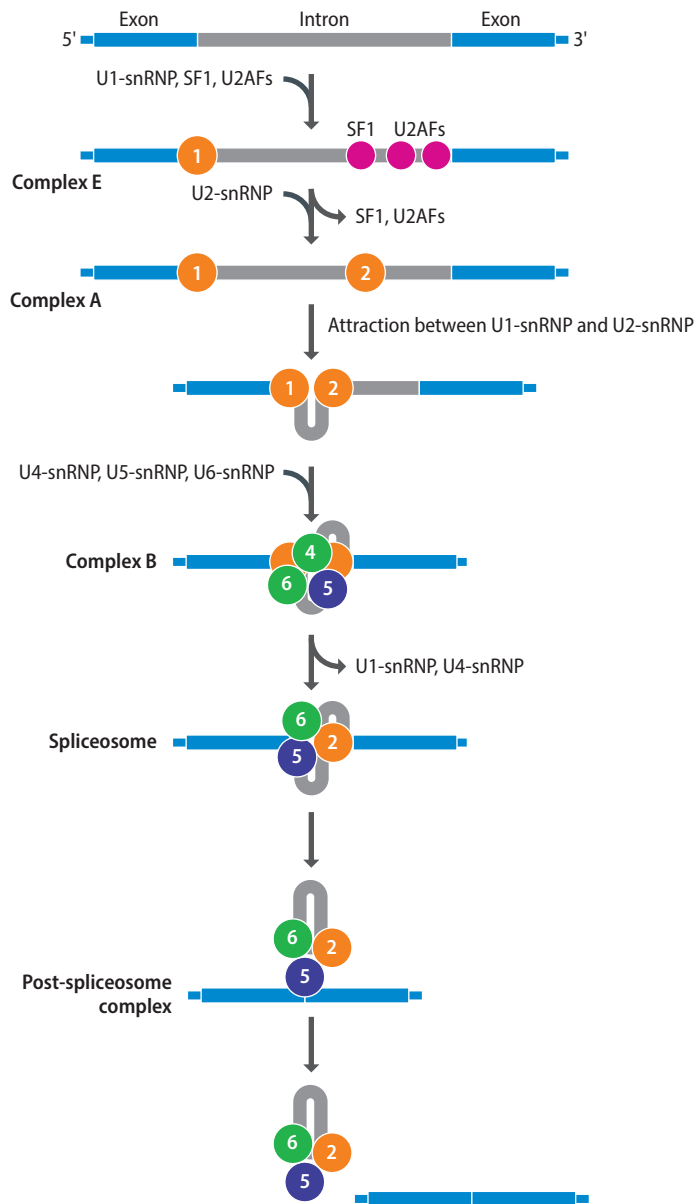 Exon Intron Exon
5' 3'
U1-snRNP, SF1, U2AFs
SF1 U2AFs
1
Complex E
U2-snRNP
SF1, U2AFs
1 2
Complex A
Attraction between U1-snRNP and U2-snRNP
1 2
U4-snRNP, U5-snRNP, U6-snRNP
4
Complex B
6 5
U1-snRNP, U4-snRNP
6
Spliceosome
2
5
6 2
5
Post-spliceosome
complex
6 2
5